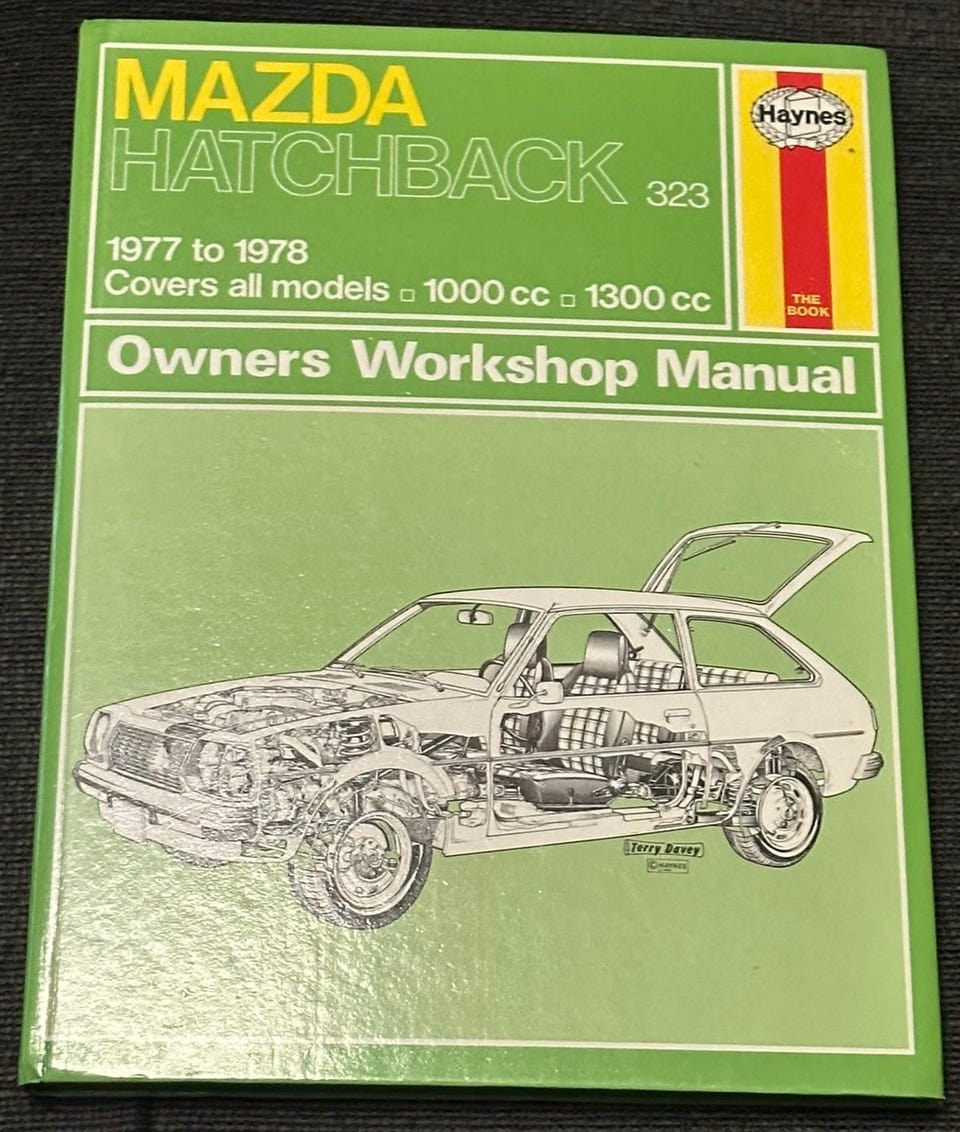 MAZDA
HATCHBACK 323
1977 to 1978
Covers all models □ 1000 cc □ 1300 cc
Haynes
THE
BOOK
Owners Workshop Manual
Terry Davey
© HAYNES